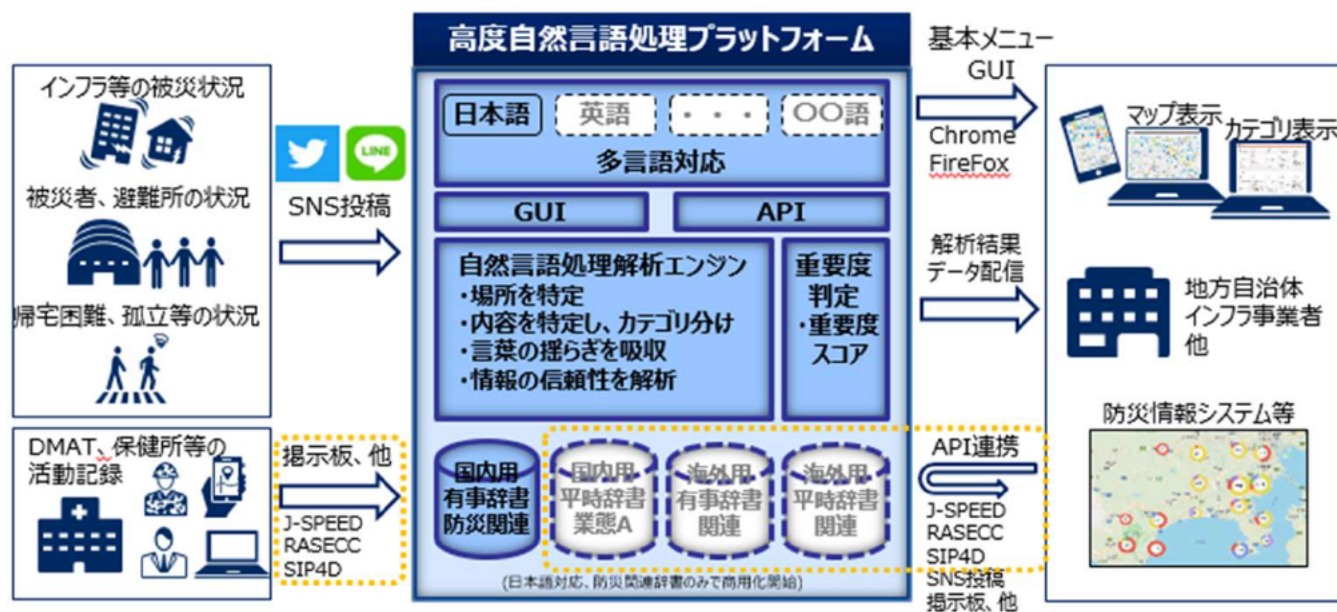 高度自然言語処理プラットフォーム
インフラ等の被災状況
被災者、避難所の状況
帰宅困難、孤立等の状況
DMAT、保健所等の
活動記録
LINE
SNS投稿
掲示板、他
J-SPEED
RASECC
SIP4D
日本語
英語
・・・
〇〇語
多言語対応
GUI
API
自然言語処理解析エンジン
・場所を特定
・内容を特定し、カテゴリ分け
・言葉の揺らぎを吸収
・情報の信頼性を解析
重要度
判定
・重要度
スコア
国内用
有事辞書
防災関連
国内用
平時辞書
業態A
海外用
有事辞書
関連
海外用
平時辞書
関連
(日本語対応、防災関連辞書のみで商用化開始)
基本メニュー
GUI
Chrome
FireFox
解析結果
データ配信
API連携
J-SPEED
RASECC
SIP4D
SNS投稿
掲示板、他
マップ表示
カテゴリ表示
地方自治体
インフラ事業者
他
防災情報システム等